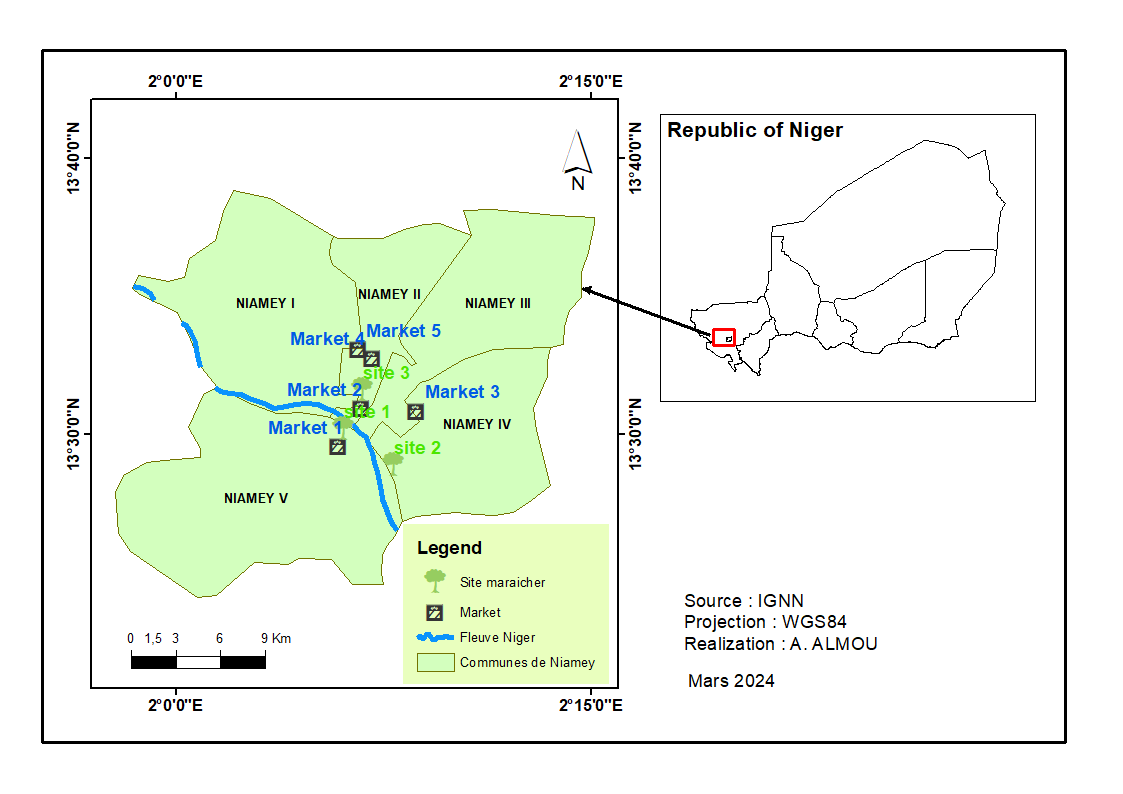 2°0'0"E
2°15'0"E
13°40'0"N
13°40'0"N
Republic of Niger
N
NIAMEY I
NIAMEY II
NIAMEY III
Market 4
Market 5
site 3
Market 2
Market 3
site 1
Market 1
NIAMEY IV
13°30'0"N
13°30'0"N
site 2
NIAMEY V
Legend
Site maraicher
Market
Fleuve Niger
Communes de Niamey
0 1,5 3 6 9 Km
Source : IGNN
Projection : WGS84
Realization : A. ALMOU
Mars 2024
2°0'0"E
2°15'0"E